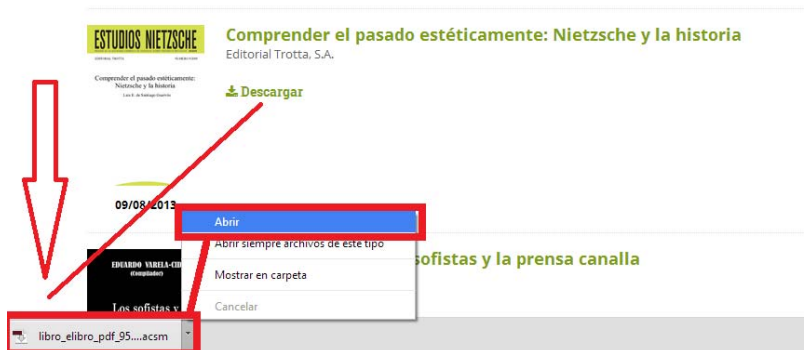 ESTUDIOS NIETZSCHE
Comprender el pasado estéticamente:
Nietzsche y la historia
Comprender el pasado estéticamente: Nietzsche y la historia
Editorial Trotta, S.A.
Descargar
09/08/2013
Abrir
Abrir siempre archivos de este tipo
Mostrar en carpeta
Cancelar
EDUARDO VARELA-CID
(Compilador)
Los sofistas y
sofistas y la prensa canalla
libro_elibro_pdf_95....acsm